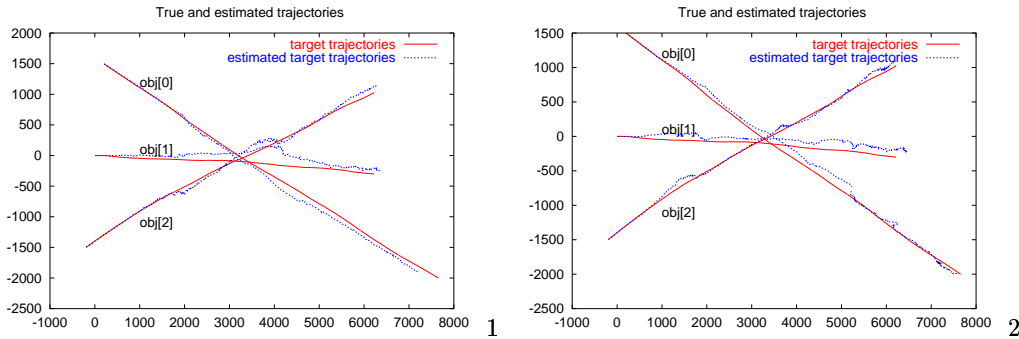 True and estimated trajectories
2000
1500
1000
500
0
-500
-1000
-1500
-2000
-2500
target trajectories
estimated target trajectories
obj[0]
obj[1]
obj[2]
-1000 0 1000 2000 3000 4000 5000 6000 7000 8000
1
True and estimated trajectories
1500
1000
500
0
-500
-1000
-1500
-2000
-2500
target trajectories
estimated target trajectories
obj[0]
obj[1]
obj[2]
-1000 0 1000 2000 3000 4000 5000 6000 7000 8000
2